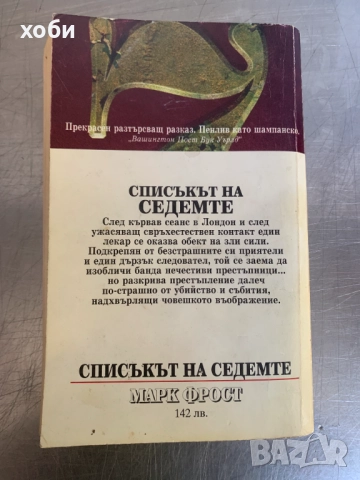 хоби
Прекрасен разтърсващ разказ. Пенлив като шампанско.
„Вашингтон Пост Бук Уърлд"
СПИСЪКЪТ НА
СЕДЕМТЕ
След кървав сеанс в Лондон и след
ужасяващ свръхестествен контакт един
лекар се оказва обект на зли сили.
Подкрепян от безстрашните си приятели
и един дързък следовател, той се заема да
изобличи банда нечестиви престъпници...
но разкрива престъпление далеч
по-страшно от убийство и събития,
надхвърлящи човешкото въображение.
СПИСЪКЪТ НА СЕДЕМТЕ
МАРК ФРОСТ
142 лв.
BAZAR
bg